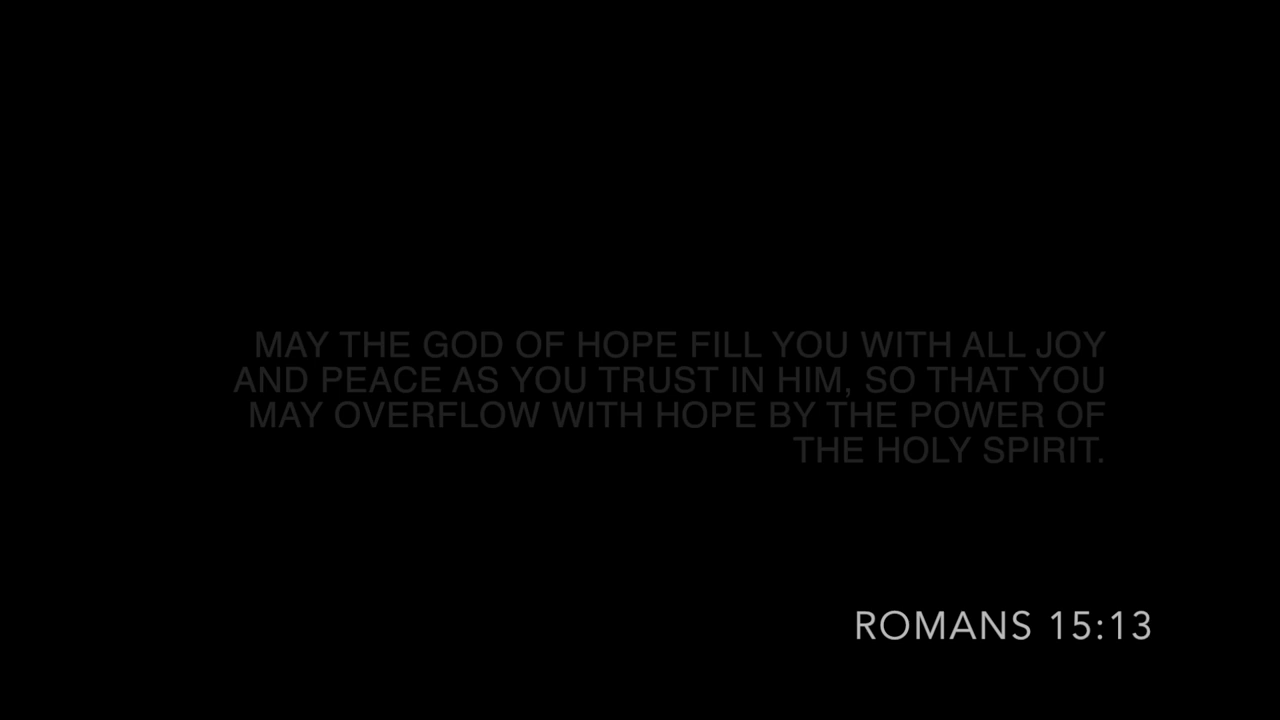 MAY THE GOD OF HOPE FILL YOU WITH ALL JOY
AND PEACE AS YOU TRUST IN HIM, SO THAT YOU
MAY OVERFLOW WITH HOPE BY THE POWER OF
THE HOLY SPIRIT.
ROMANS 15:13